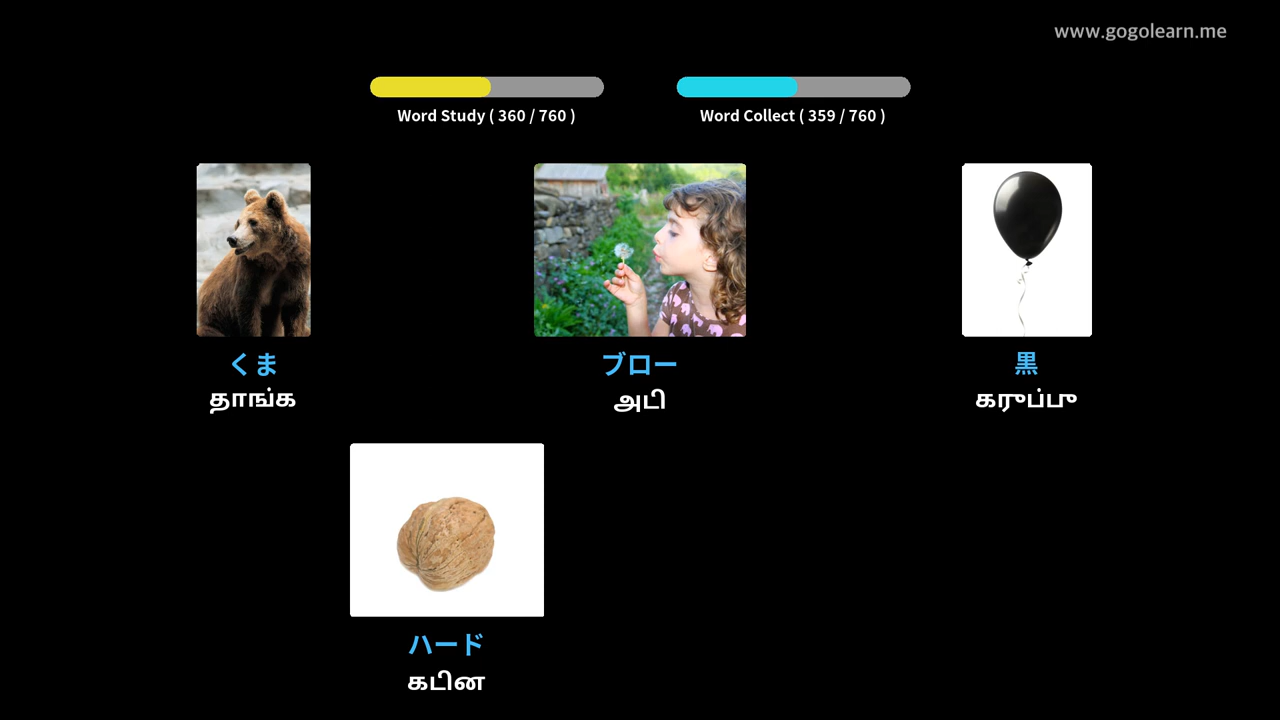 www.gogolearn.me
Word Study ( 360 / 760 )
Word Collect ( 359 / 760 )
くま
தாங்க
ブロー
அடி
黒
கருப்பு
ハード
கடின